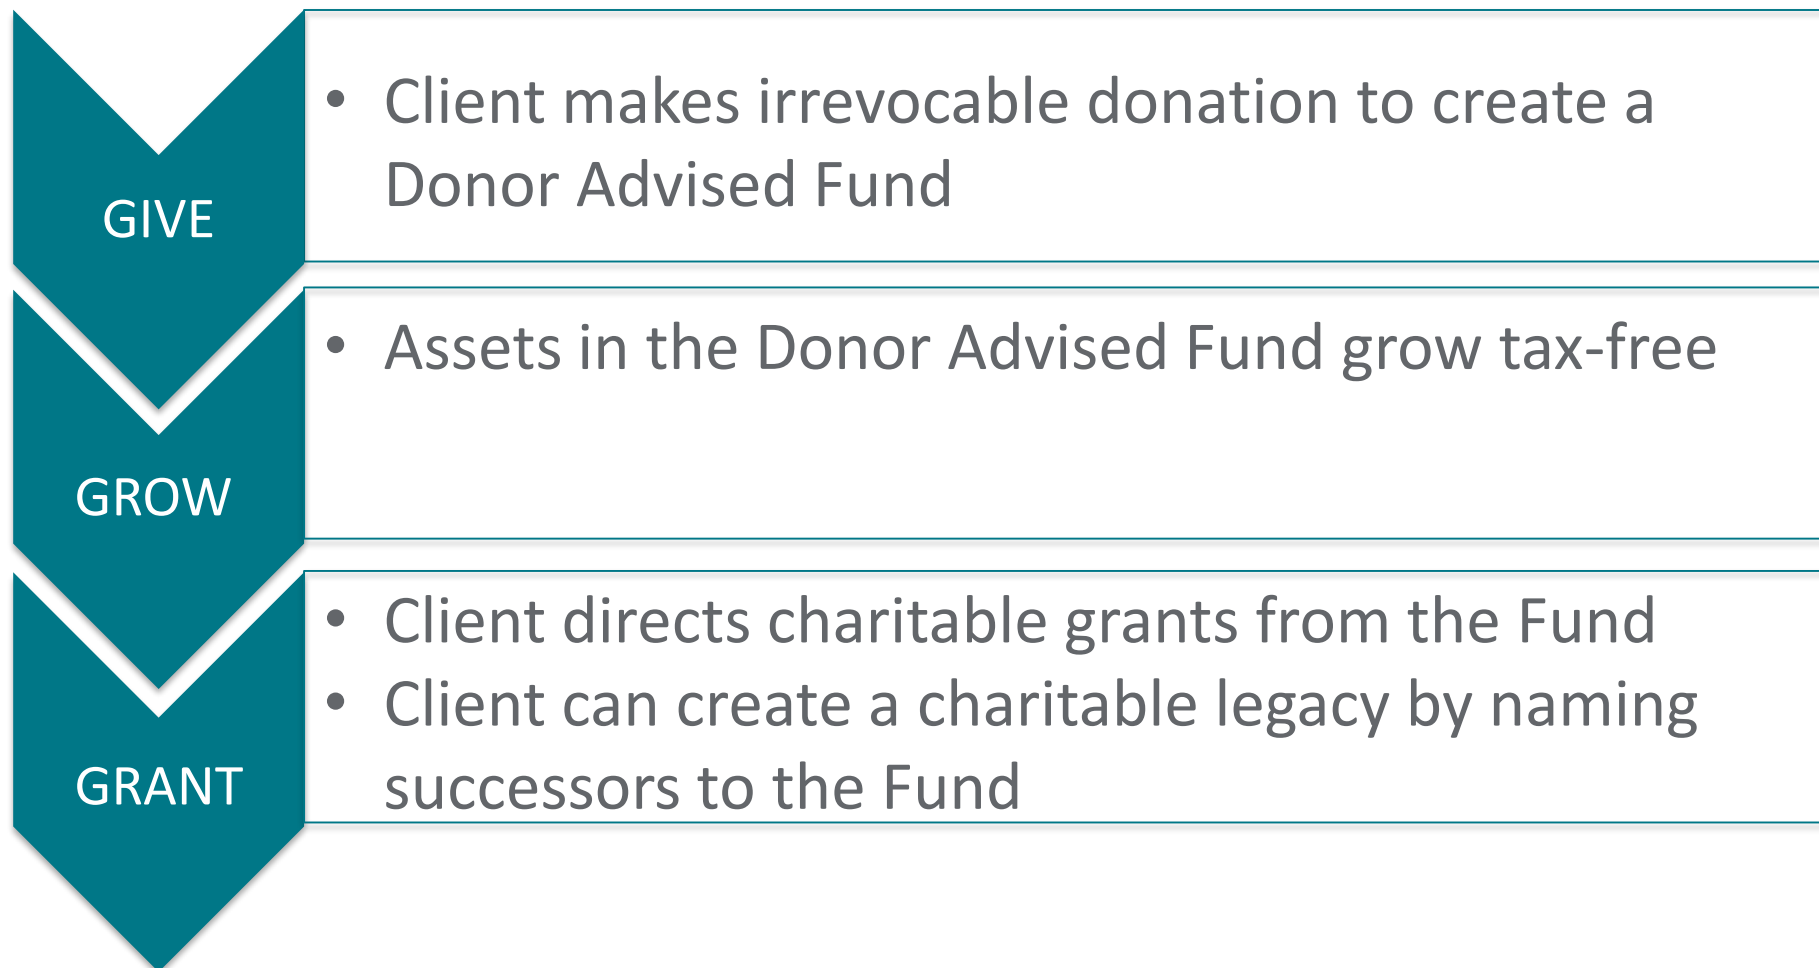 GIVE
• Client makes irrevocable donation to create a
Donor Advised Fund
GROW
• Assets in the Donor Advised Fund grow tax-free
GRANT
• Client directs charitable grants from the Fund
• Client can create a charitable legacy by naming
successors to the Fund